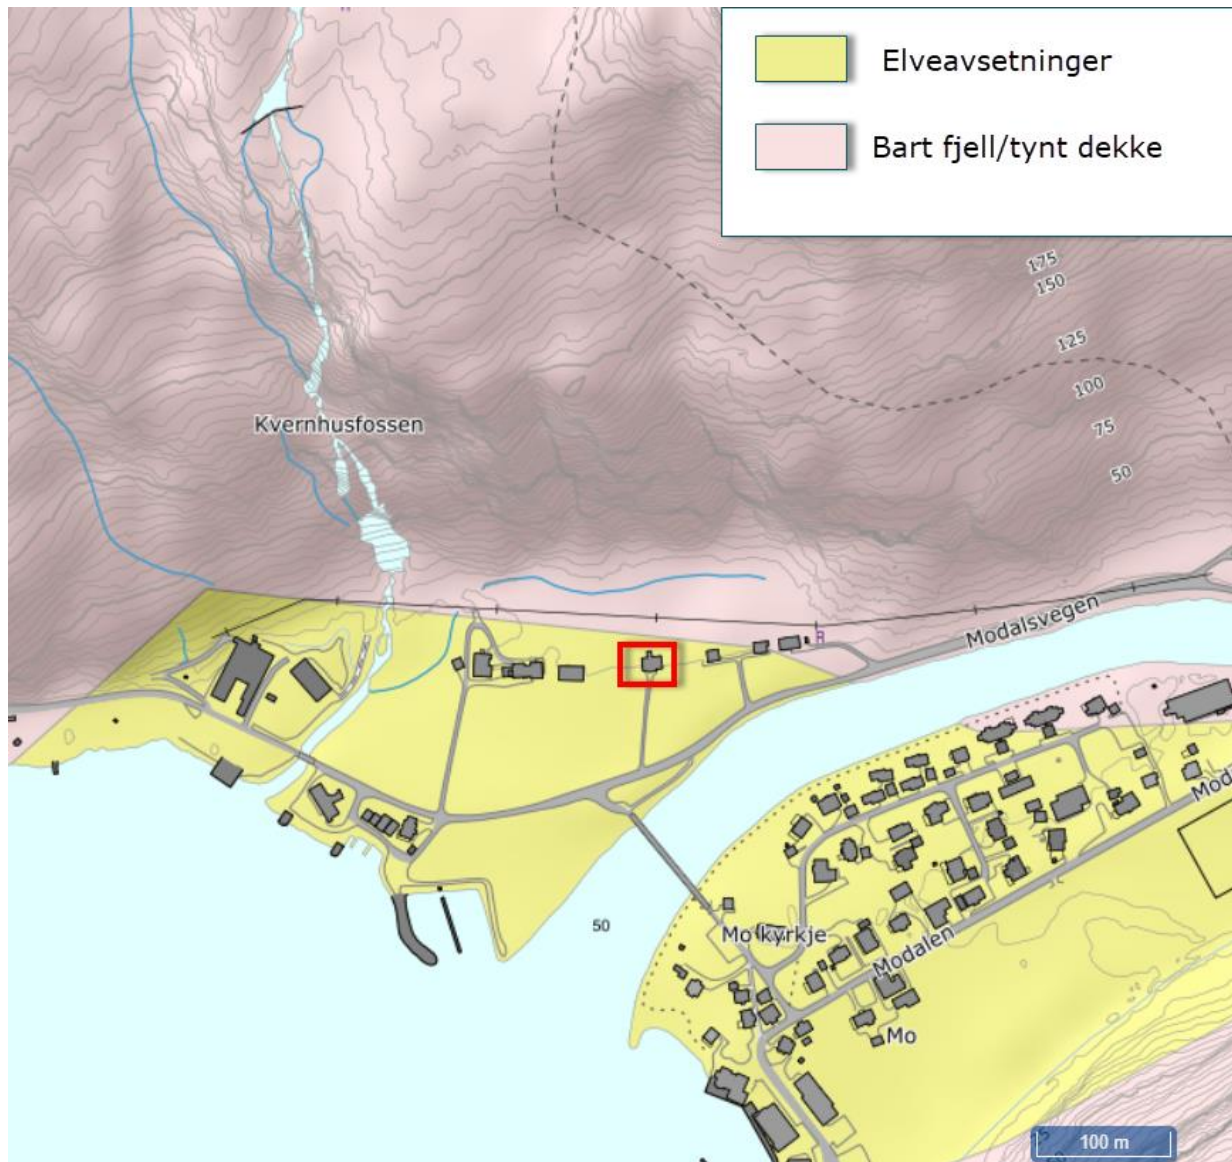 Elveavsetninger
Bart fjell/tynt dekke
175
150
125
100
75
50
Kvernhusfossen
Modalsvegen
R
50
Mo kyrkje
Modalen
Mo
100 m